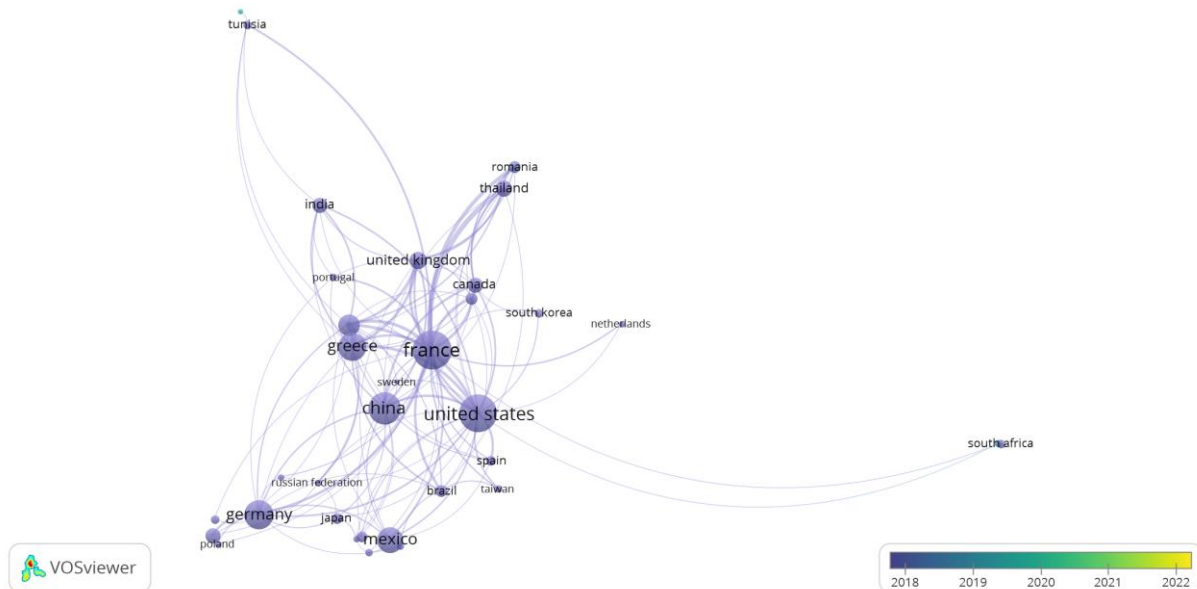 tunisia
romania
thailand
india
united kingdom
portugal
canada
south korea
netherlands
greece
france
sweden
china
united states
south africa
spain
russian federation
brazil
taiwan
germany
japan
mexico
poland
VOSviewer
2018 2019 2020 2021 2022